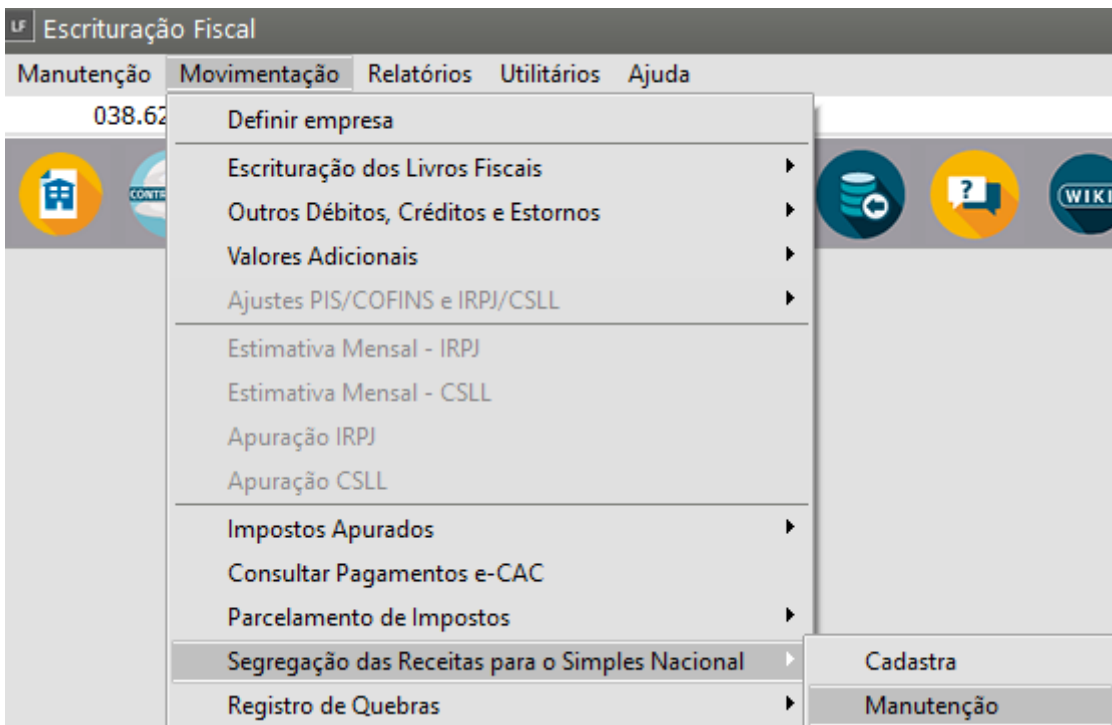 LF Escrituração Fiscal
Manutenção Movimentação Relatórios Utilitários Ajuda
038.62
Definir empresa
Escrituração dos Livros Fiscais
Outros Débitos, Créditos e Estornos
Valores Adicionais
Ajustes PIS/COFINS e IRPJ/CSLL
Estimativa Mensal - IRPJ
Estimativa Mensal - CSLL
Apuração IRPJ
Apuração CSLL
Impostos Apurados
Consultar Pagamentos e-CAC
Parcelamento de Impostos
Segregação das Receitas para o Simples Nacional
Registro de Quebras
Cadastra
Manutenção
?
WIKI